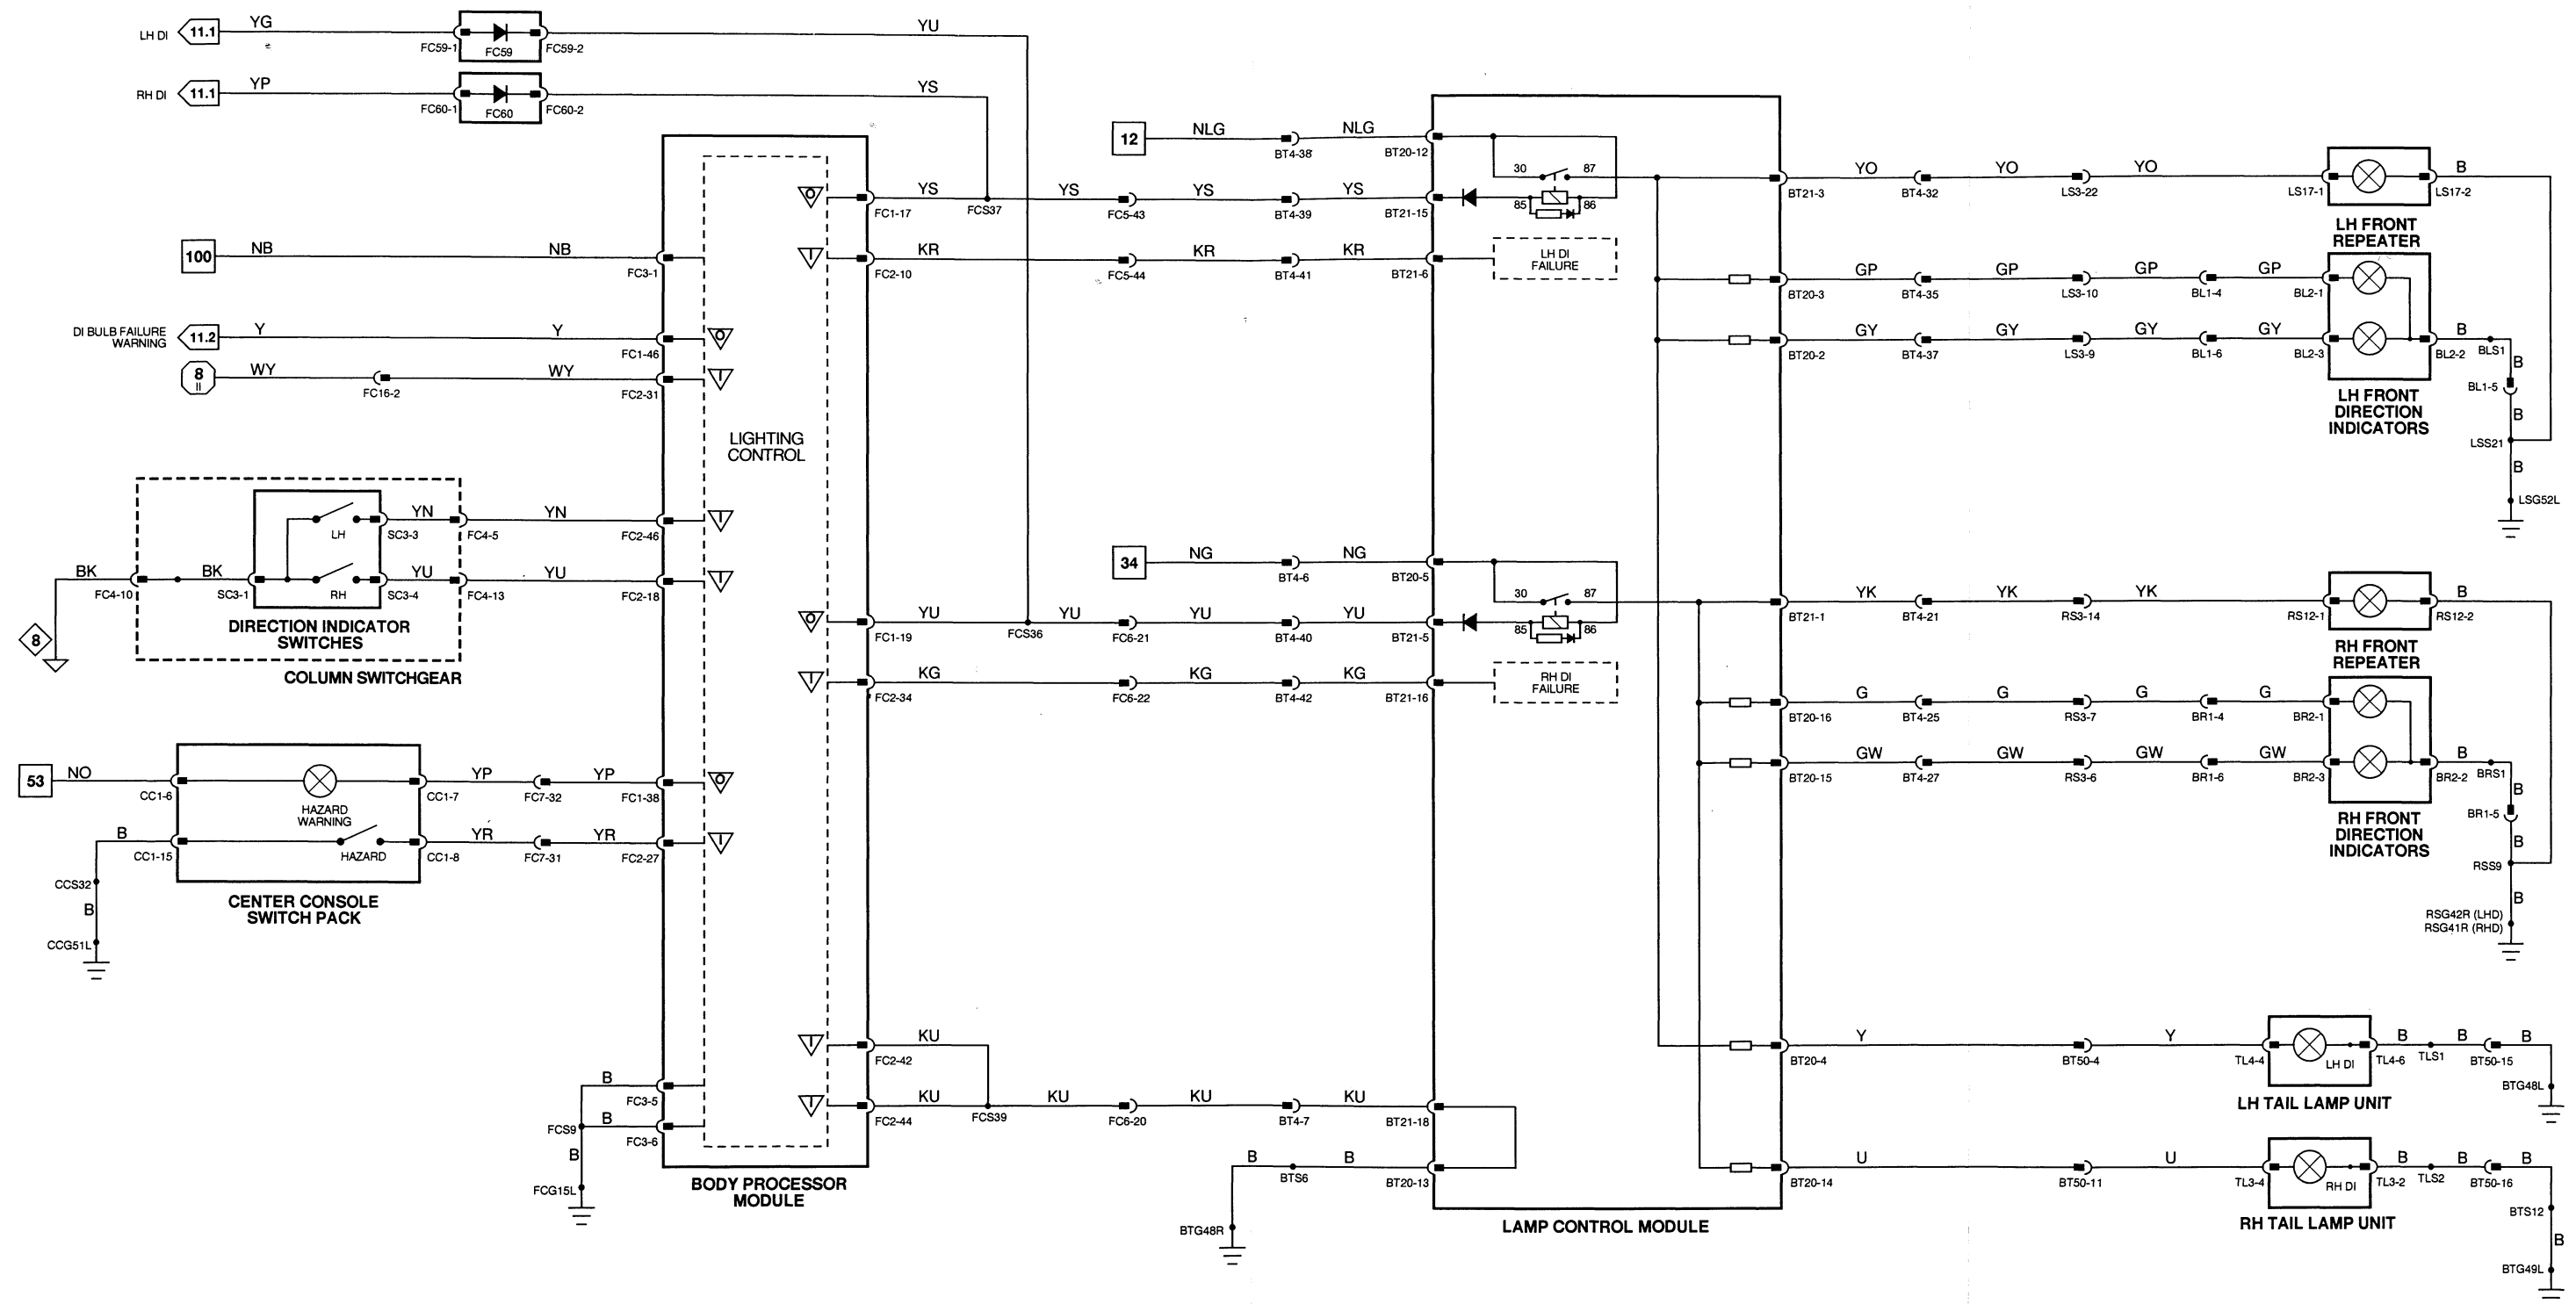 LH DI 11.1 YG FC59-1 FC59 FC59-2 YU
RH DI 11.1 YP FC60-1 FC60 FC60-2 YS
12 NLG BT4-38 NLG BT20-12
30 87
85 86
YS FC1-17 FCS37 YS FC5-43 YS BT4-39 YS BT21-15
BT21-3 YO BT4-32 YO LS3-22 YO LS17-1 B LS17-2
LH FRONT
REPEATER
100 NB NB FC3-1
KR FC2-10 FC5-44 KR BT4-41 KR BT21-6
LH DI
FAILURE
BT20-3 GP BT4-35 GP LS3-10 GP BL1-4 GP BL2-1
BT20-2 GY BT4-37 GY LS3-9 GY BL1-6 GY BL2-3 B BL2-2 BLS1
B
BL1-5
B
LSS21
B
LSG52L
LH FRONT
DIRECTION
INDICATORS
DI BULB FAILURE
WARNING
11.2 Y Y FC1-46
8
II
WY FC16-2 WY FC2-31
LIGHTING
CONTROL
LH SC3-3 YN FC4-5 YN FC2-46
8 BK FC4-10 BK SC3-1 RH SC3-4 YU FC4-13 YU FC2-18
DIRECTION INDICATOR
SWITCHES
COLUMN SWITCHGEAR
34 NG BT4-6 NG BT20-5
30 87
85 86
YU FC1-19 FCS36 YU FC6-21 YU BT4-40 YU BT21-5
BT21-1 YK BT4-21 YK RS3-14 YK RS12-1 B RS12-2
RH FRONT
REPEATER
KG FC2-34 FC6-22 KG BT4-42 KG BT21-16
RH DI
FAILURE
BT20-16 G BT4-25 G RS3-7 G BR1-4 G BR2-1
BT20-15 GW BT4-27 GW RS3-6 GW BR1-6 GW BR2-3 B BR2-2 BRS1
B
BR1-5
B
RSS9
B
RSG42R (LHD)
RSG41R (RHD)
RH FRONT
DIRECTION
INDICATORS
53 NO CC1-6
HAZARD
WARNING
CC1-7 YP FC7-32 YP FC1-38
B CC1-15 HAZARD CC1-8 YR FC7-31 YR FC2-27
CCS32
B
CCG51L
CENTER CONSOLE
SWITCH PACK
KU FC2-42
KU FC2-44 FCS39 KU FC6-20 KU BT4-7 KU BT21-18
B FC3-5
FCS9 B FC3-6
B
FCG15L
BODY PROCESSOR
MODULE
B BTS6 B BT20-13
BTG48R
LAMP CONTROL MODULE
BT20-4 Y BT50-4 Y TL4-4 LH DI B TL4-6 TLS1 B BT50-15 B
BTG48L
LH TAIL LAMP UNIT
BT20-14 U BT50-11 U TL3-4 RH DI B TL3-2 TLS2 B BT50-16 B
BTS12
B
BTG49L
RH TAIL LAMP UNIT
O
I
O
I
I
I
O
I
O
I
I
I